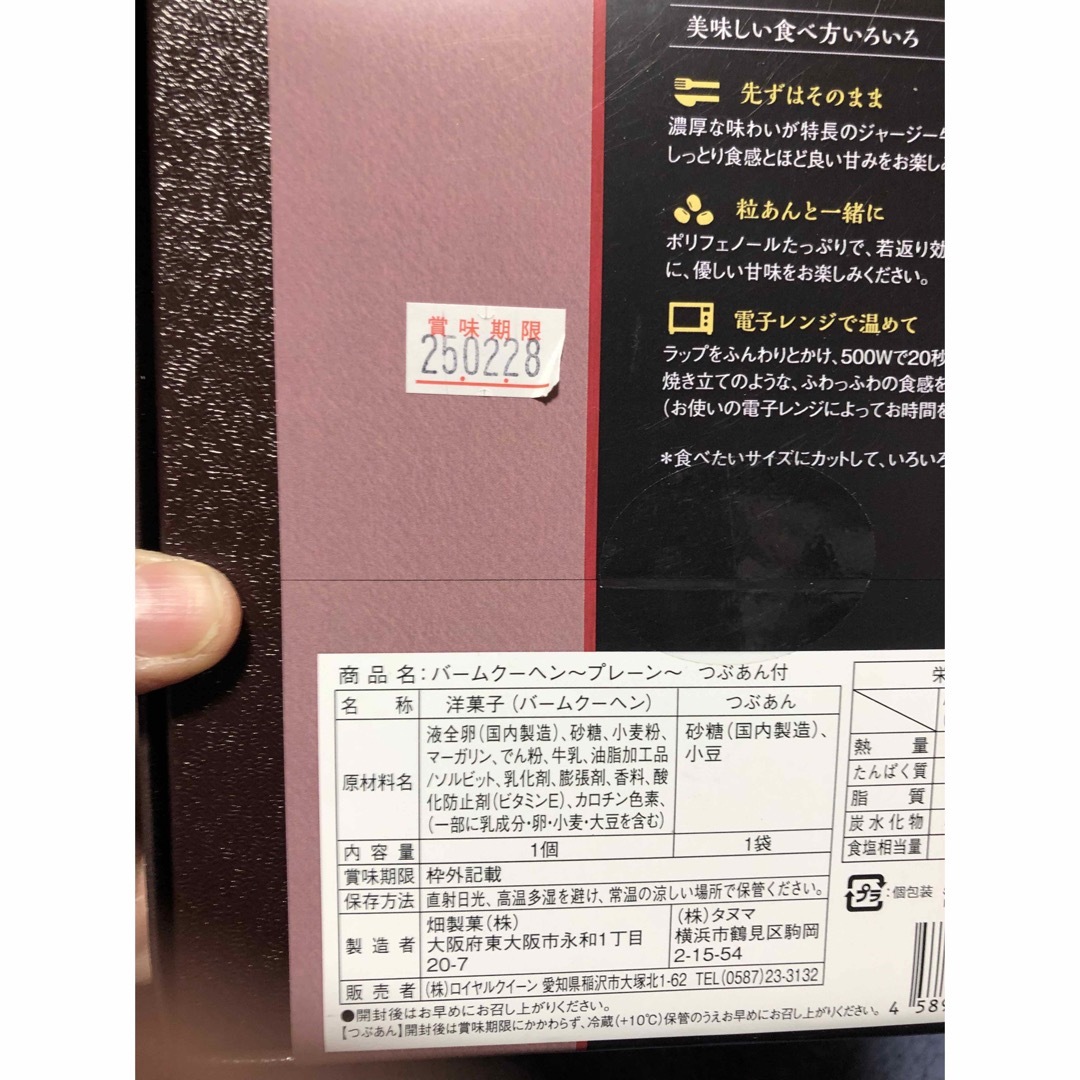 美味しい食べ方いろいろ
先ずはそのまま
濃厚な味わいが特長のジャージー牛
しっとり食感とほど良い甘みをお楽しみ
粒あんと一緒に
ポリフェノールたっぷりで、若返り効
に、優しい甘味をお楽しみください。
電子レンジで温めて
ラップをふんわりとかけ、500Wで20秒
焼き立てのような、ふわっふわの食感を
(お使いの電子レンジによってお時間を
*食べたいサイズにカットして、いろいろ
賞味期限
250228
商品名:バームクーヘン〜プレーン〜 つぶあん付
名称 洋菓子(バームクーヘン) つぶあん
原材料名
液全卵(国内製造)、砂糖、小麦粉、
マーガリン、でん粉、牛乳、油脂加工品
/ソルビット、乳化剤、膨張剤、香料、酸
化防止剤(ビタミンE)、カロチン色素、
(一部に乳成分・卵・小麦・大豆を含む)
砂糖(国内製造)、
小豆
内容量 1個 1袋
賞味期限 枠外記載
保存方法 直射日光、高温多湿を避け、常温の涼しい場所で保管ください。
製造者
畑製菓(株)
大阪府東大阪市永和1丁目
20-7
(株)タヌマ
横浜市鶴見区駒岡
2-15-54
販売者 (株)ロイヤルクイーン 愛知県稲沢市大塚北1-62 TEL(0587)23-3132
●開封後はお早めにお召し上がりください。
【つぶあん】開封後は賞味期限にかかわらず、冷蔵(+10℃)保管のうえお早めにお召し上がりください。
栄
熱量
たんぱく質
脂質
炭水化物
食塩相当量
プラ:個包装
4 589